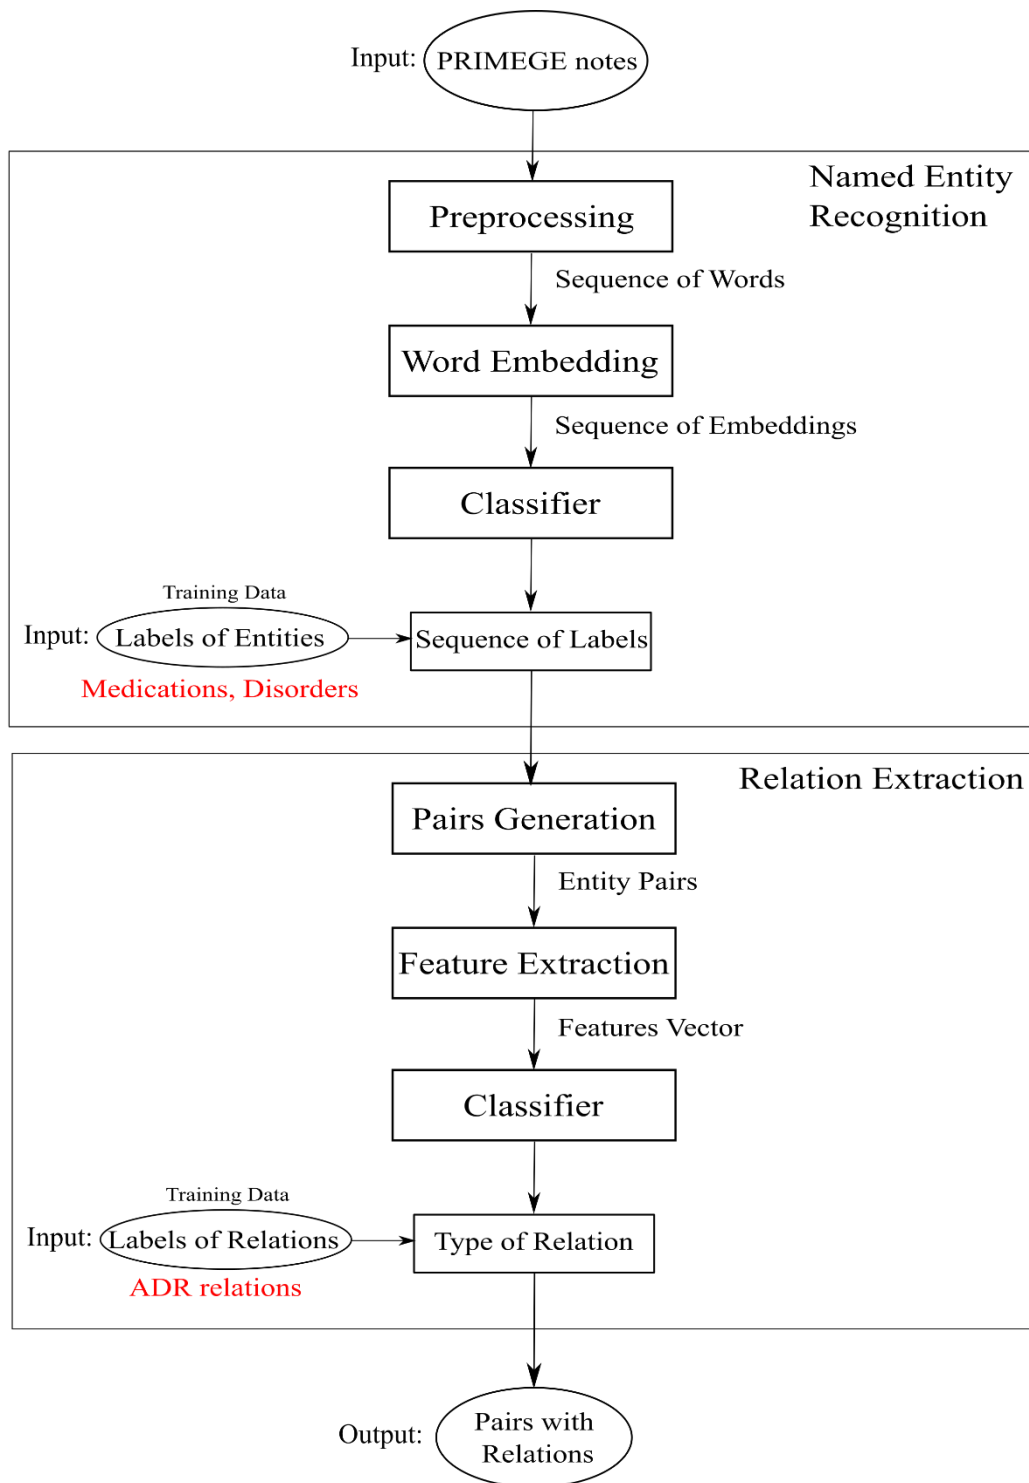 Input:
PRIMEGE notes
Named Entity
Recognition
Preprocessing
Sequence of Words
Word Embedding
Sequence of Embeddings
Classifier
Training Data
Input:
Labels of Entities
Sequence of Labels
Medications, Disorders
Relation Extraction
Pairs Generation
Entity Pairs
Feature Extraction
Features Vector
Classifier
Training Data
Input:
Labels of Relations
Type of Relation
ADR relations
Output:
Pairs with
Relations